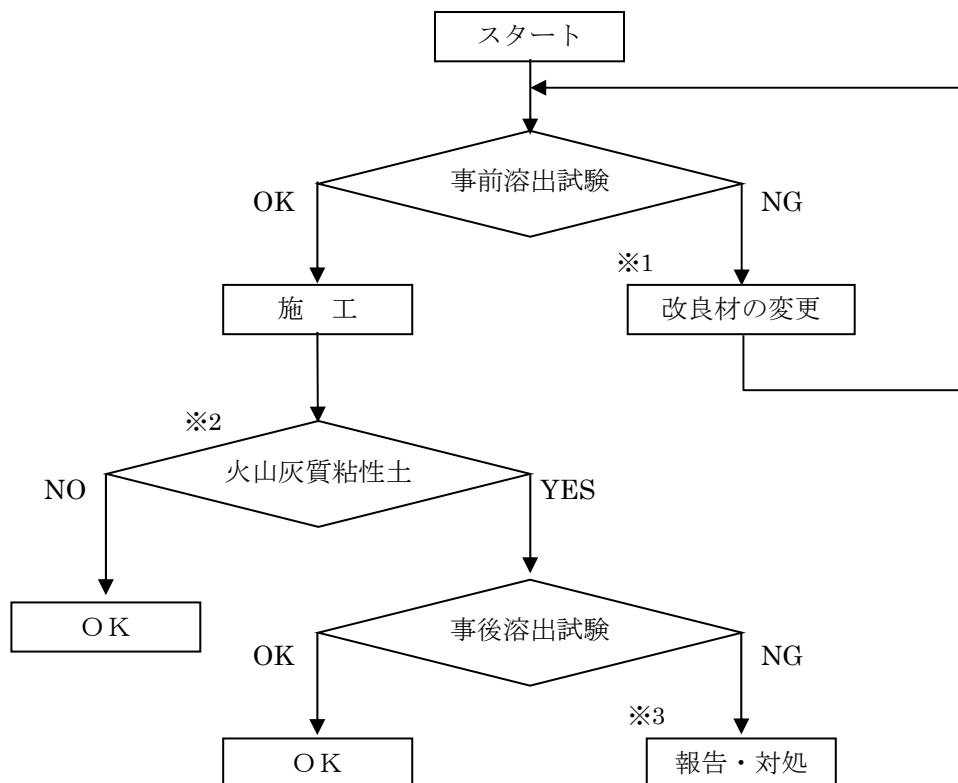 スタート
事前溶出試験
OK
NG
※1
施　工
改良材の変更
※2
火山灰質粘性土
NO
YES
ＯＫ
事後溶出試験
OK
NG
※3
ＯＫ
報告・対処